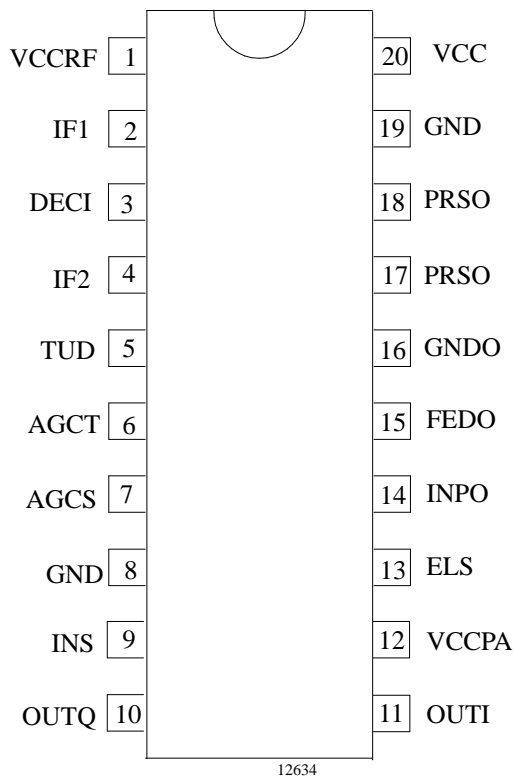 VCCRF 1 20 VCC
IF1 2 19 GND
DECI 3 18 PRSO
IF2 4 17 PRSO
TUD 5 16 GNDO
AGCT 6 15 FEDO
AGCS 7 14 INPO
GND 8 13 ELS
INS 9 12 VCCPA
OUTQ 10 11 OUTI
12634